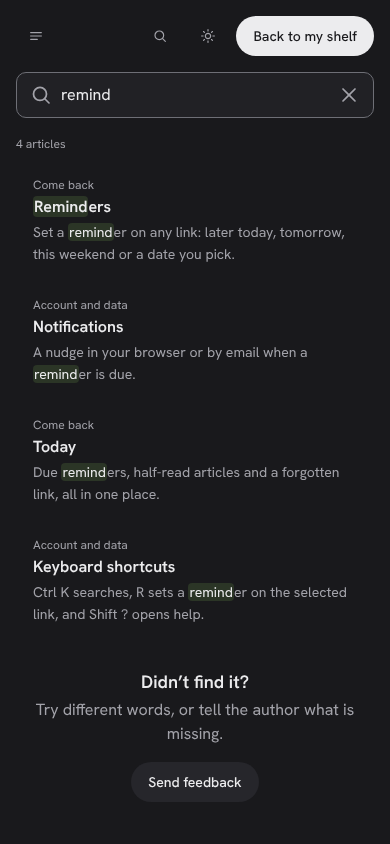 Back to my shelf
remind
4 articles
Come back
Reminders
Set a reminder on any link: later today, tomorrow,
this weekend or a date you pick.
Account and data
Notifications
A nudge in your browser or by email when a
reminder is due.
Come back
Today
Due reminders, half-read articles and a forgotten
link, all in one place.
Account and data
Keyboard shortcuts
Ctrl K searches, R sets a reminder on the selected
link, and Shift ? opens help.
Didn’t find it?
Try different words, or tell the author what is
missing.
Send feedback